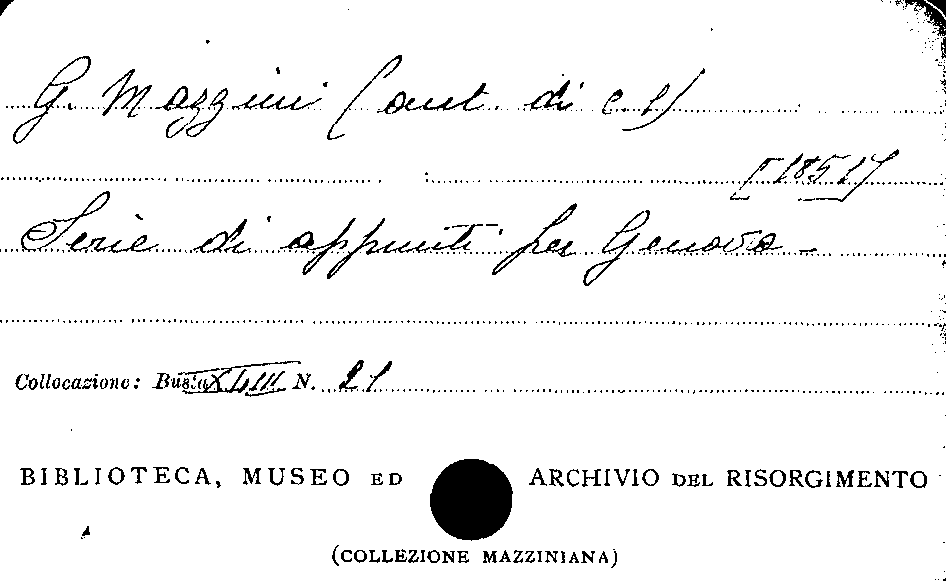 G. Mazzini (aut. di c. 1)
[1851]
Serie di appunti per Genova -
Collocazione: Busta XLIII N. 21
BIBLIOTECA, MUSEO ED ARCHIVIO DEL RISORGIMENTO
(COLLEZIONE MAZZINIANA)